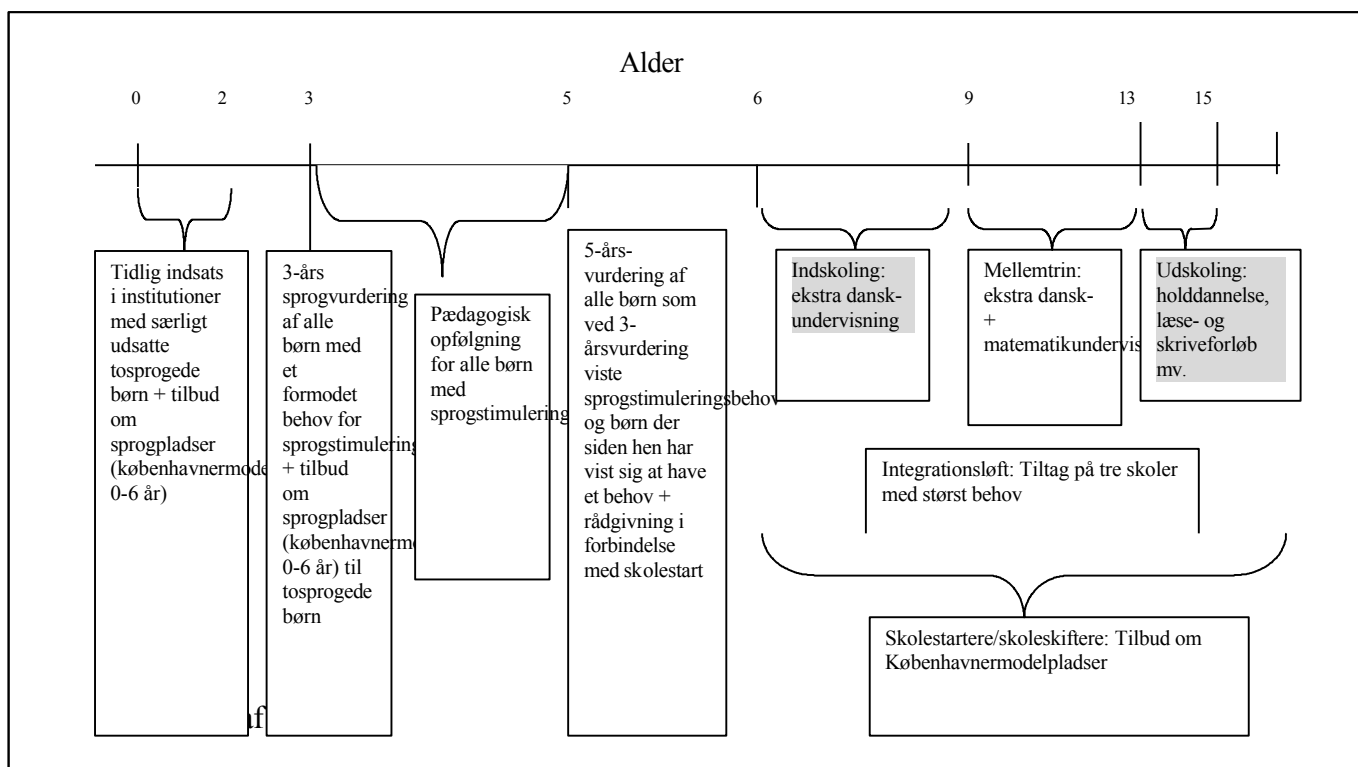 Alder
0 2 3 5 6 9 13 15
Tidlig indsats
i institutioner
med særligt
udsatte
tosprogede
børn + tilbud
om
sprogpladser
(københavnermode
0-6 år)
3-års
sprogvurdering
af alle
børn med
et
formodet
behov for
sprogstimulering
+ tilbud
om
sprogpladser
(københavnermo
0-6 år) til
tosprogede
børn
Pædagogisk
opfølgning
for alle børn
med
sprogstimulering
5-års-
vurdering af
alle børn som
ved 3-
årsvurdering
viste
sprogstimuleringsbehov
og børn der
siden hen har
vist sig at have
et behov +
rådgivning i
forbindelse
med skolestart
Indskoling:
ekstra dansk-
undervisning
Mellemtrin:
ekstra dansk-
+
matematikundervis
Udskoling:
holddannelse,
læse- og
skriveforløb
mv.
Integrationsløft: Tiltag på tre skoler
med størst behov
Skolestartere/skoleskiftere: Tilbud om
Københavnermodelpladser
af